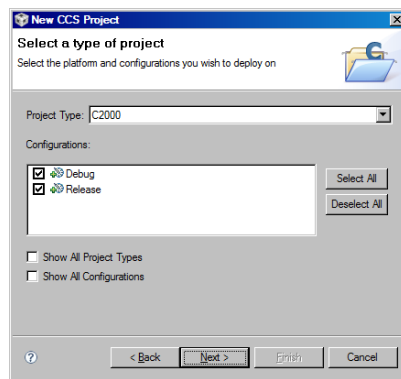 New CCS Project
Select a type of project
Select the platform and configurations you wish to deploy on
Project Type: C2000
Configurations:
Debug
Release
Select All
Deselect All
Show All Project Types
Show All Configurations
< Back Next > Finish Cancel